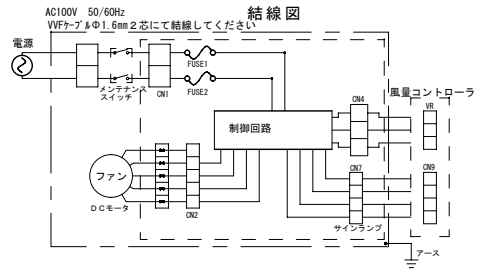 結線図
AC100V 50/60Hz
VVFｹｰﾌﾞﾙΦ1.6mm2芯にて結線してください
電源
メンテナンス
スイッチ
CN1
FUSE1
FUSE2
制御回路
CN4
風量コントローラ
VR
ファン
DCモータ
CN2
CN7
CN9
サインランプ
アース